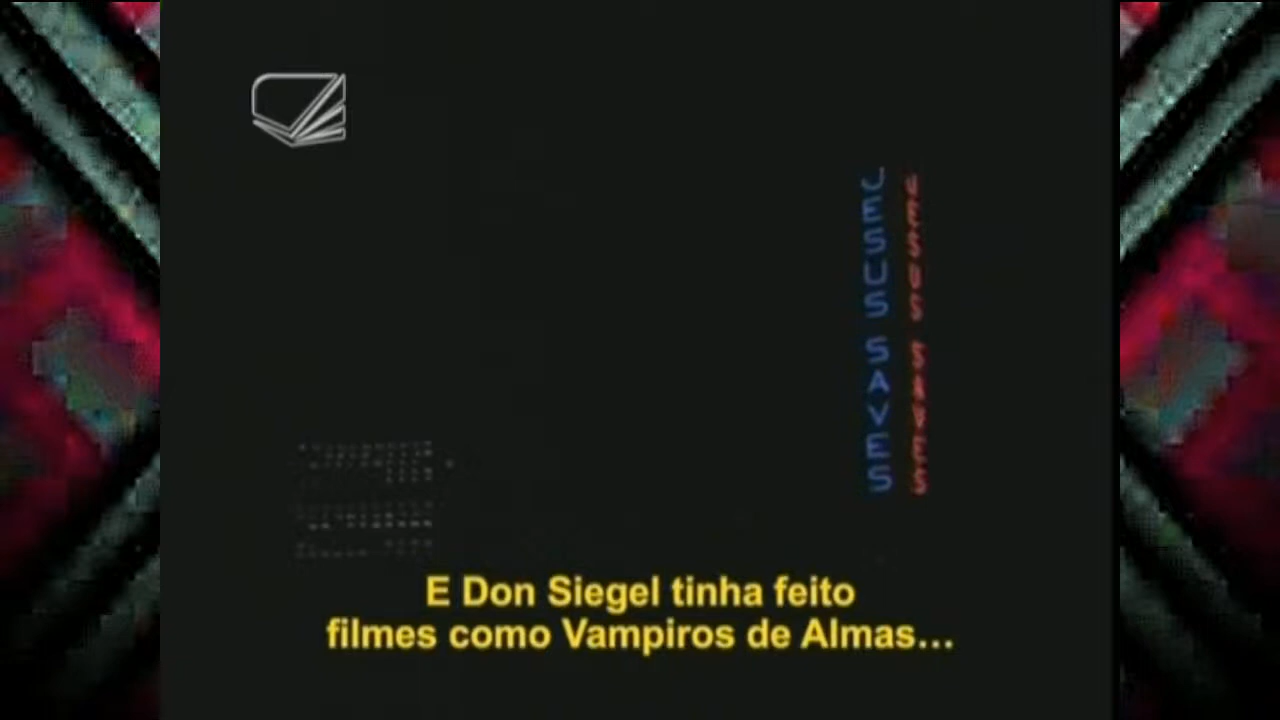 JESUS SAVES
JESUS SAVES
E Don Siegel tinha feito
filmes como Vampiros de Almas...